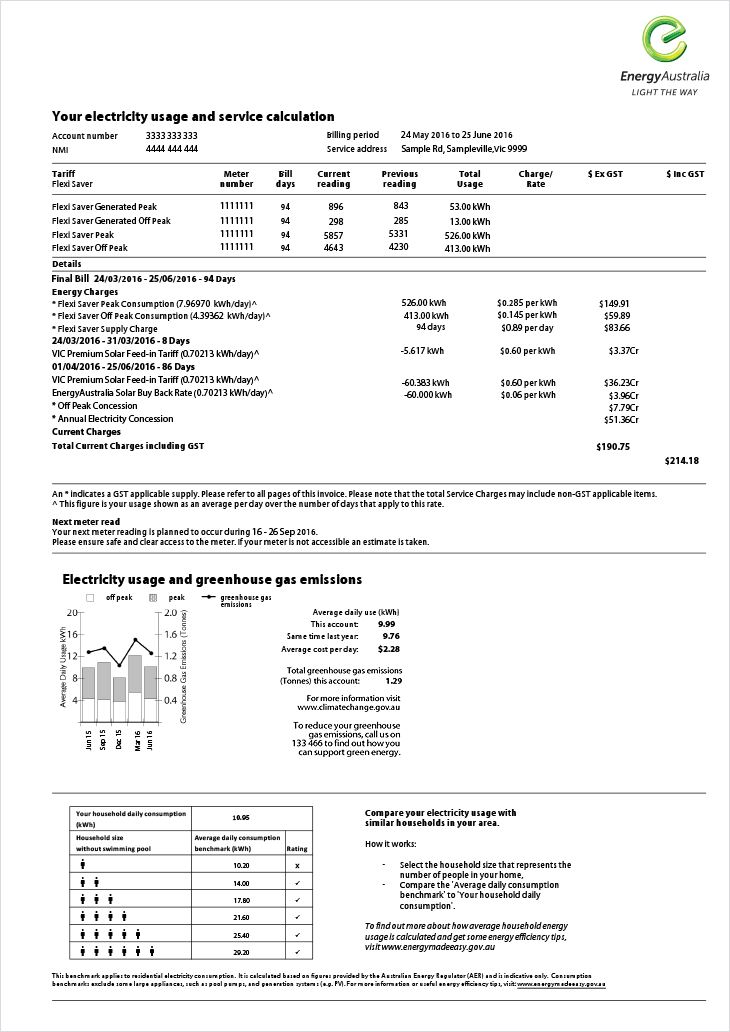 EnergyAustralia
LIGHT THE WAY
Your electricity usage and service calculation
Account number 3333 333 333 Billing period 24 May 2016 to 25 June 2016
NMI 4444 444 444 Service address Sample Rd, Sampleville,Vic 9999
Tariff Meter Bill Current Previous Total Charge/ $ Ex GST $ Inc GST
Flexi Saver number days reading reading Usage Rate
Flexi Saver Generated Peak 1111111 94 896 843 53.00 kWh
Flexi Saver Generated Off Peak 1111111 94 298 285 13.00 kWh
Flexi Saver Peak 1111111 94 5857 5331 526.00 kWh
Flexi Saver Off Peak 1111111 94 4643 4230 413.00 kWh
Details
Final Bill 24/03/2016 - 25/06/2016 - 94 Days
Energy Charges
* Flexi Saver Peak Consumption (7.96970 kWh/day)^ 526.00 kWh $0.285 per kWh $149.91
* Flexi Saver Off Peak Consumption (4.39362 kWh/day)^ 413.00 kWh $0.145 per kWh $59.89
* Flexi Saver Supply Charge 94 days $0.89 per day $83.66
24/03/2016 - 31/03/2016 - 8 Days
VIC Premium Solar Feed-in Tariff (0.70213 kWh/day)^ -5.617 kWh $0.60 per kWh $3.37Cr
01/04/2016 - 25/06/2016 - 86 Days
VIC Premium Solar Feed-in Tariff (0.70213 kWh/day)^ -60.383 kWh $0.60 per kWh $36.23Cr
EnergyAustralia Solar Buy Back Rate (0.70213 kWh/day)^ -60.000 kWh $0.06 per kWh $3.96Cr
* Off Peak Concession $7.79Cr
* Annual Electricity Concession $51.36Cr
Current Charges
Total Current Charges including GST $190.75
$214.18
An * indicates a GST applicable supply. Please refer to all pages of this invoice. Please note that the total Service Charges may include non-GST applicable items.
^ This figure is your usage shown as an average per day over the number of days that apply to this rate.
Next meter read
Your next meter reading is planned to occur during 16 - 26 Sep 2016.
Please ensure safe and clear access to the meter. If your meter is not accessible an estimate is taken.
Electricity usage and greenhouse gas emissions
off peak peak greenhouse gas
emissions
Average Daily Usage kWh
20
16
12
8
4
2.0
1.6
1.2
0.8
0.4
Greenhouse Gas Emissions (Tonnes)
Jun 15 Sep 15 Dec 15 Mar 16 Jun 16
Average daily use (kWh)
This account: 9.99
Same time last year: 9.76
Average cost per day: $2.28
Total greenhouse gas emissions
(Tonnes) this account: 1.29
For more information visit
www.climatechange.gov.au
To reduce your greenhouse
gas emissions, call us on
133 466 to find out how you
can support green energy.
Your household daily consumption 10.95
(kWh)
Household size Average daily consumption
without swimming pool benchmark (kWh) Rating
10.20 x
14.00 ✓
17.80 ✓
21.60 ✓
25.40 ✓
29.20 ✓
Compare your electricity usage with
similar households in your area.
How it works:
- Select the household size that represents the
number of people in your home,
- Compare the 'Average daily consumption
benchmark' to 'Your household daily
consumption'.
To find out more about how average household energy
usage is calculated and get some energy efficiency tips,
visit www.energymadeeasy.gov.au
This benchmark applies to residential electricity consumption. It is calculated based on figures provided by the Australian Energy Regulator (AER) and is indicative only. Consumption
benchmarks exclude some large appliances, such as pool pumps, and generation systems (e.g. PV). For more information or useful energy efficiency tips, visit: www.energymadeeasy.gov.au